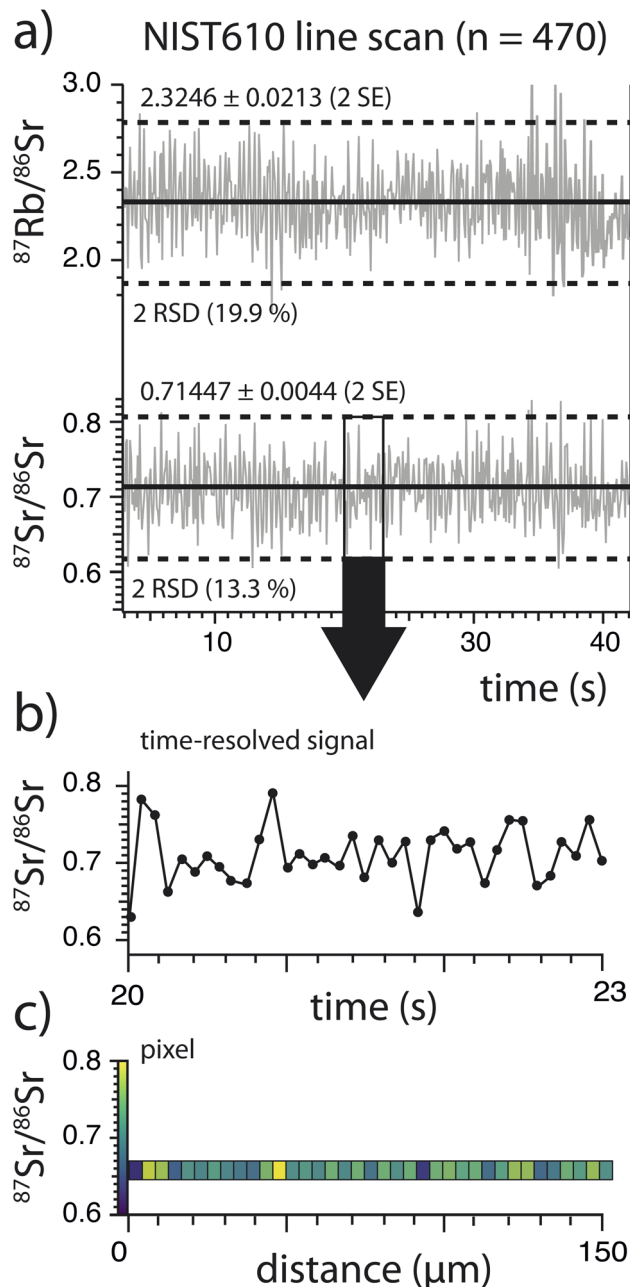 a)
NIST610 line scan (n = 470)
3.0
2.3246 ± 0.0213 (2 SE)
2.5
⁸⁷Rb/⁸⁶Sr
2.0
2 RSD (19.9 %)
0.71447 ± 0.0044 (2 SE)
0.8
⁸⁷Sr/⁸⁶Sr
0.7
0.6
2 RSD (13.3 %)
10 30 40
time (s)
b)
time-resolved signal
0.8
⁸⁷Sr/⁸⁶Sr
0.7
0.6
20 23
time (s)
c)
pixel
0.8
⁸⁷Sr/⁸⁶Sr
0.7
0.6
0 150
distance (μm)